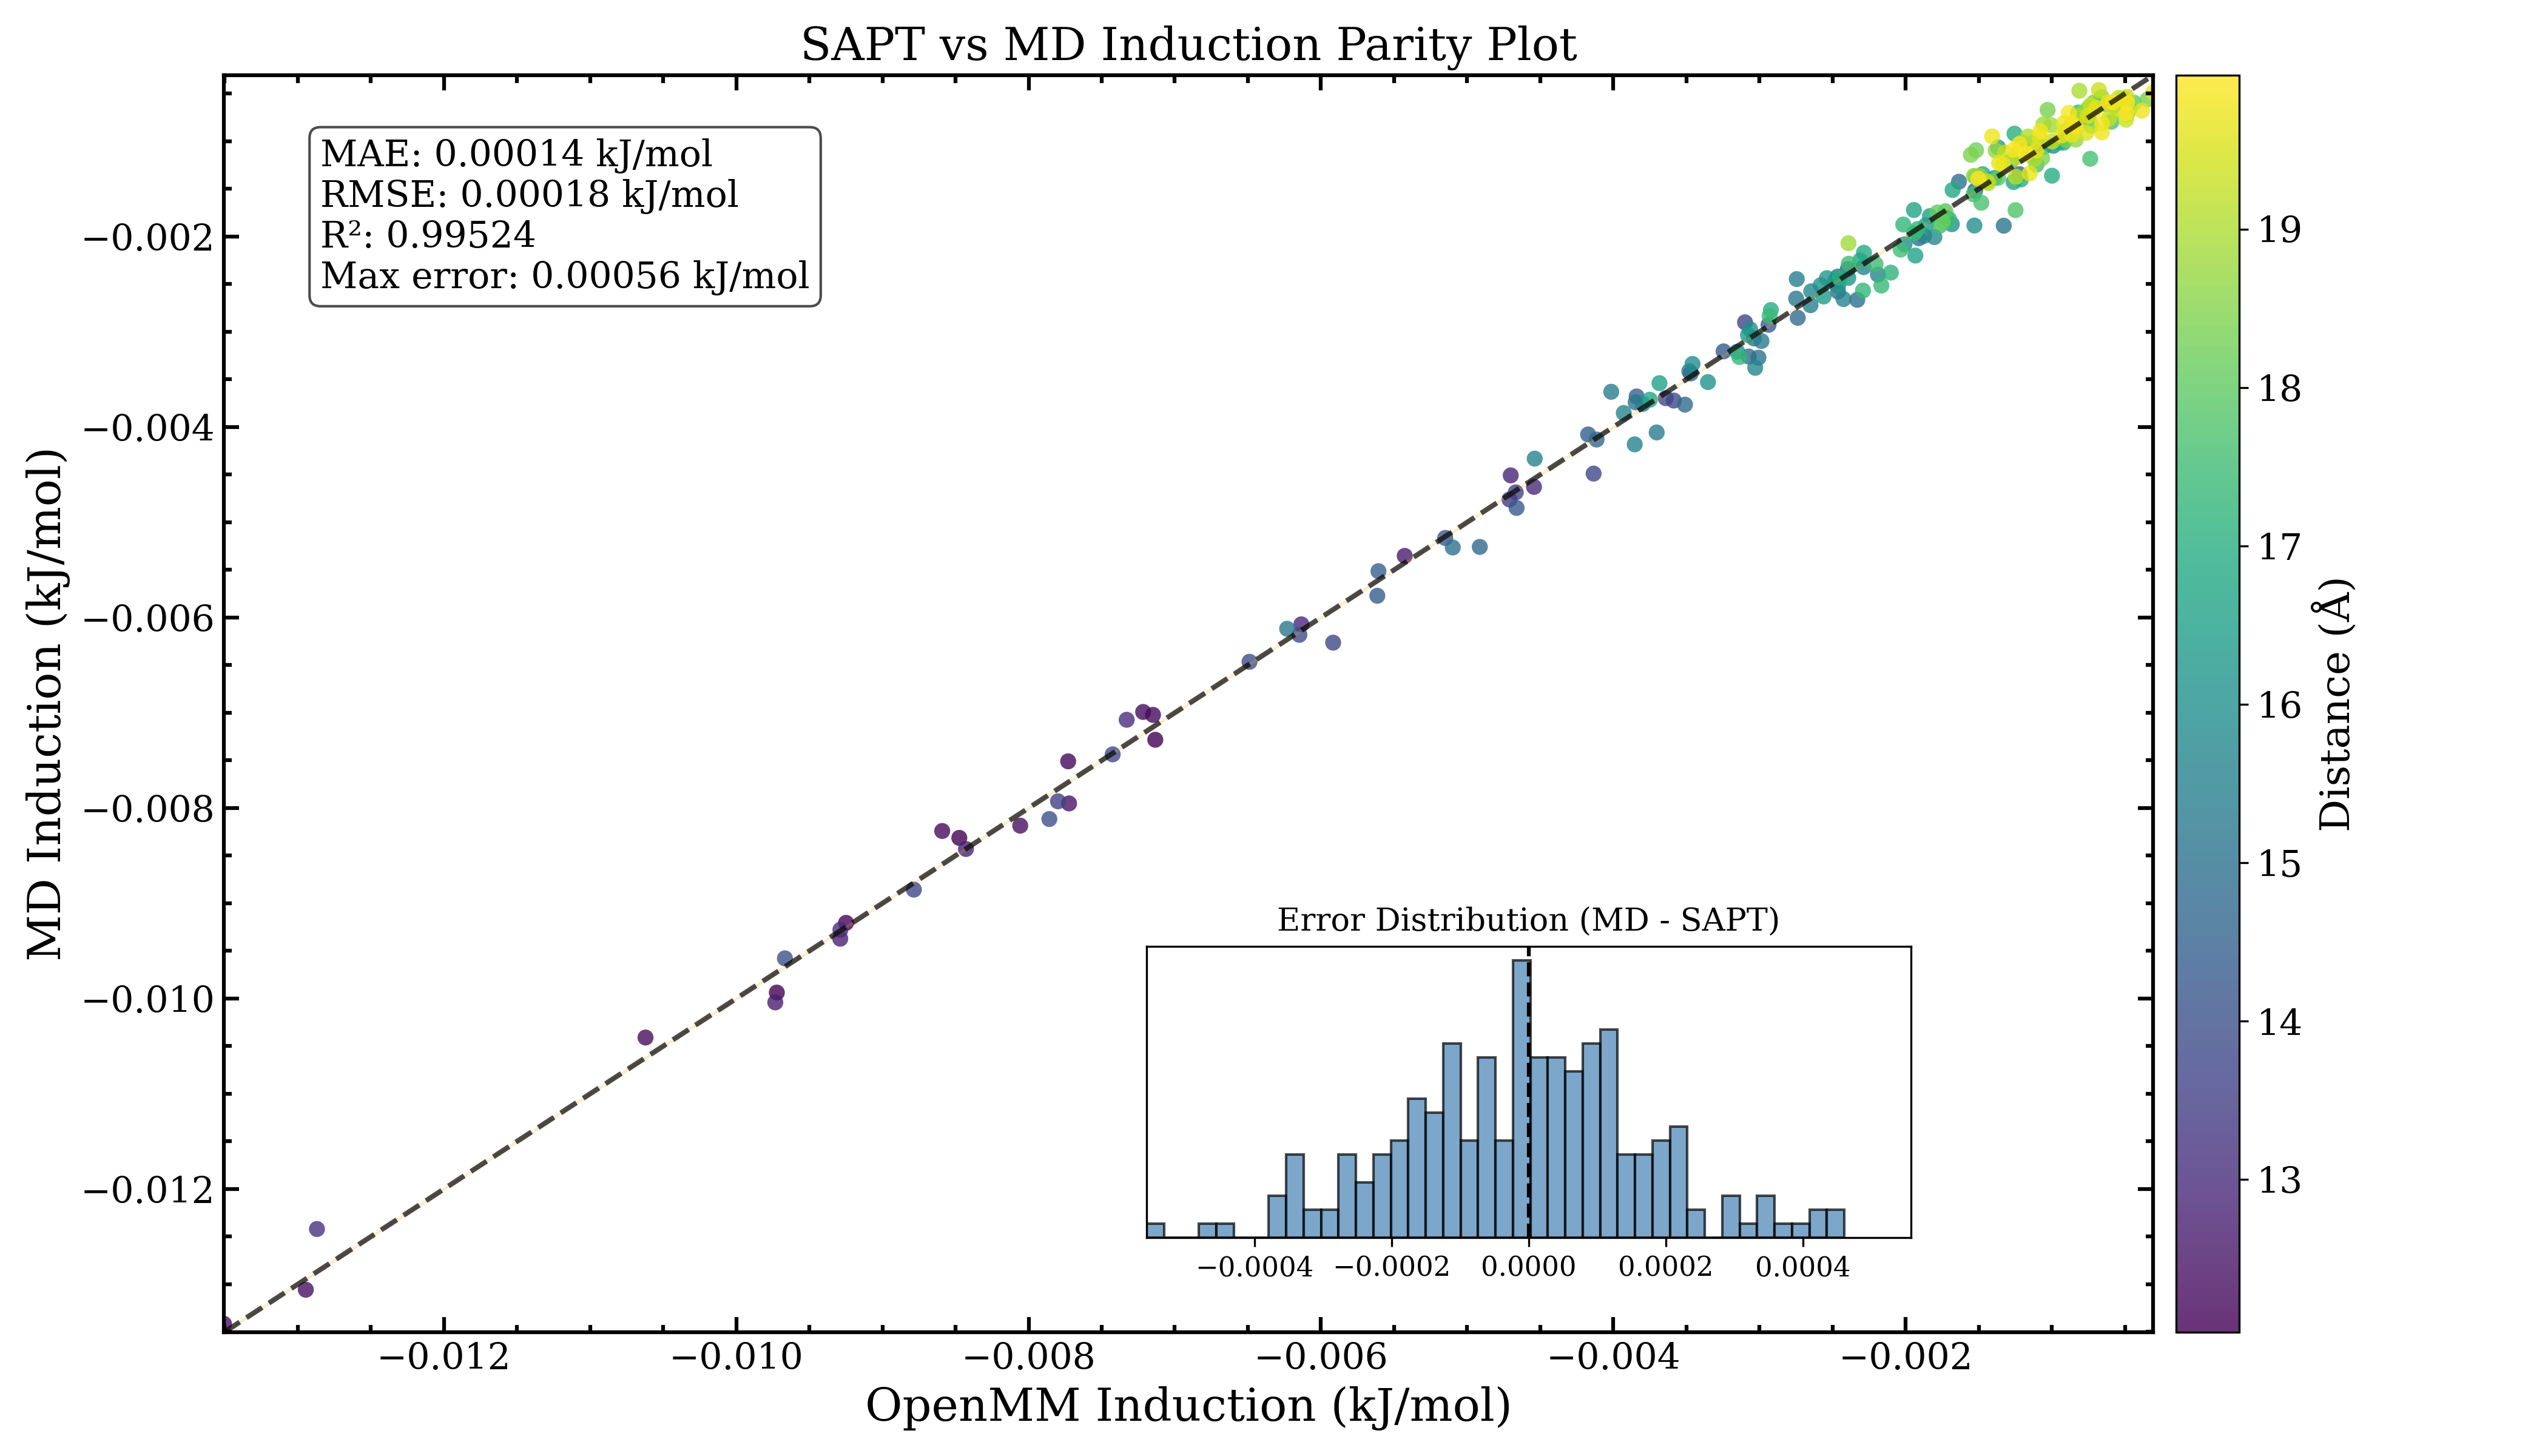 SAPT vs MD Induction Parity Plot
MAE: 0.00014 kJ/mol
RMSE: 0.00018 kJ/mol
R²: 0.99524
Max error: 0.00056 kJ/mol
MD Induction (kJ/mol)
−0.002
−0.004
−0.006
−0.008
−0.010
−0.012
Error Distribution (MD - SAPT)
−0.0004 −0.0002 0.0000 0.0002 0.0004
−0.012 −0.010 −0.008 −0.006 −0.004 −0.002
OpenMM Induction (kJ/mol)
19
18
17
16
15
14
13
Distance (Å)